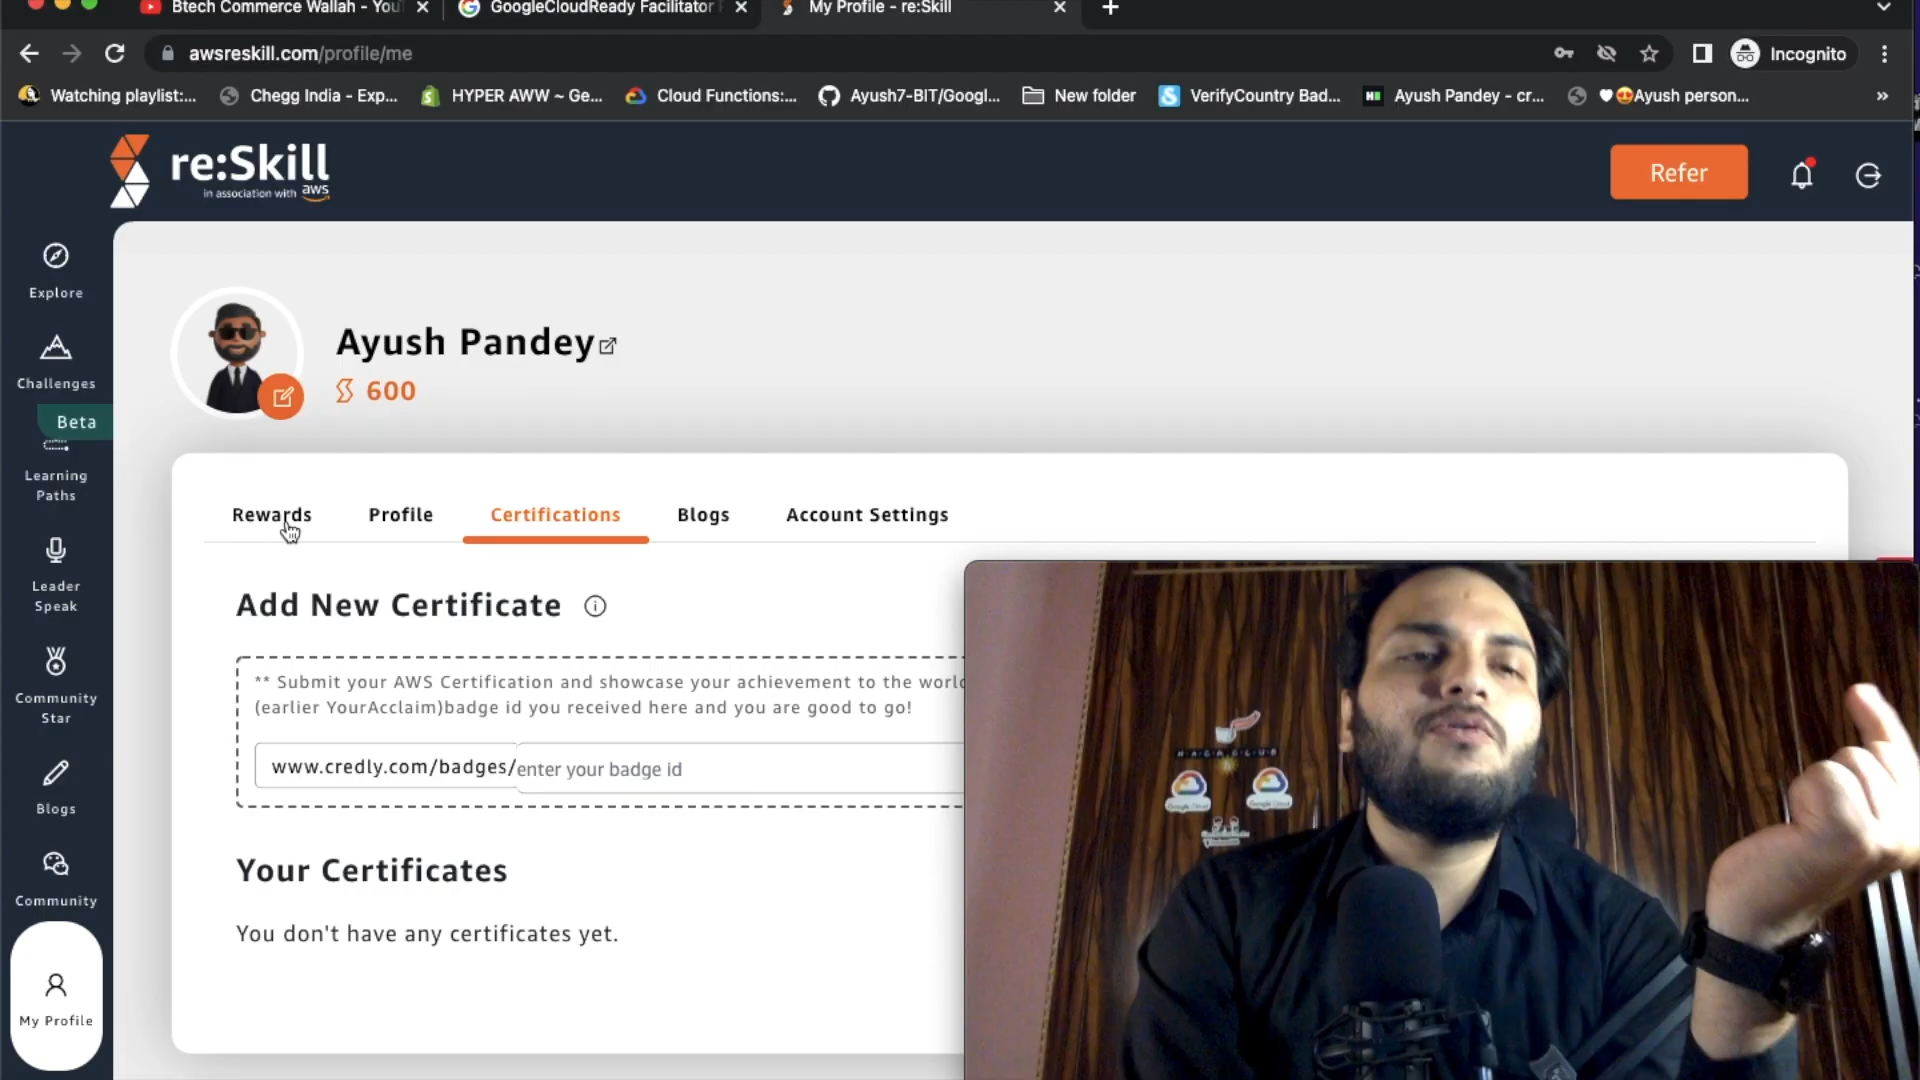 Btech Commerce Wallah - You
GoogleCloudReady Facilitator
My Profile - re:Skill
awsreskill.com/profile/me
Incognito
Watching playlist:...
Chegg India - Exp...
HYPER AWW ~ Ge...
Cloud Functions:...
Ayush7-BIT/Googl...
New folder
VerifyCountry Bad...
Ayush Pandey - cr...
Ayush person...
re:Skill
in association with aws
Refer
Explore
Challenges
Beta
Learning
Paths
Leader
Speak
Community
Star
Blogs
Community
My Profile
Ayush Pandey
600
Rewards
Profile
Certifications
Blogs
Account Settings
Add New Certificate
** Submit your AWS Certification and showcase your achievement to the world
(earlier YourAcclaim)badge id you received here and you are good to go!
www.credly.com/badges/enter your badge id
Your Certificates
You don't have any certificates yet.
Google Cloud
Google Cloud